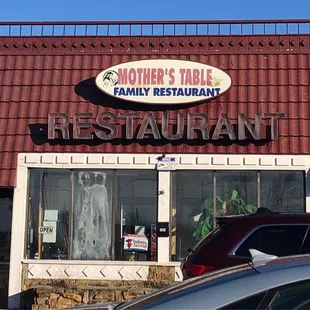 MOTHER'S TABLE
FAMILY RESTAURANT
RESTAURANT
OPEN